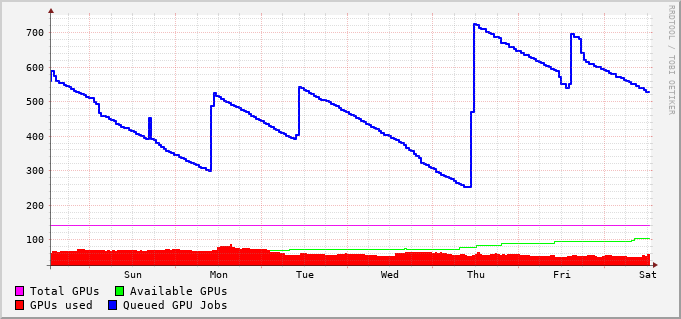 RRDTOOL / TOBI OETIKER
700
600
500
400
300
200
100
Sun Mon Tue Wed Thu Fri Sat
Total GPUs Available GPUs
GPUs used Queued GPU Jobs